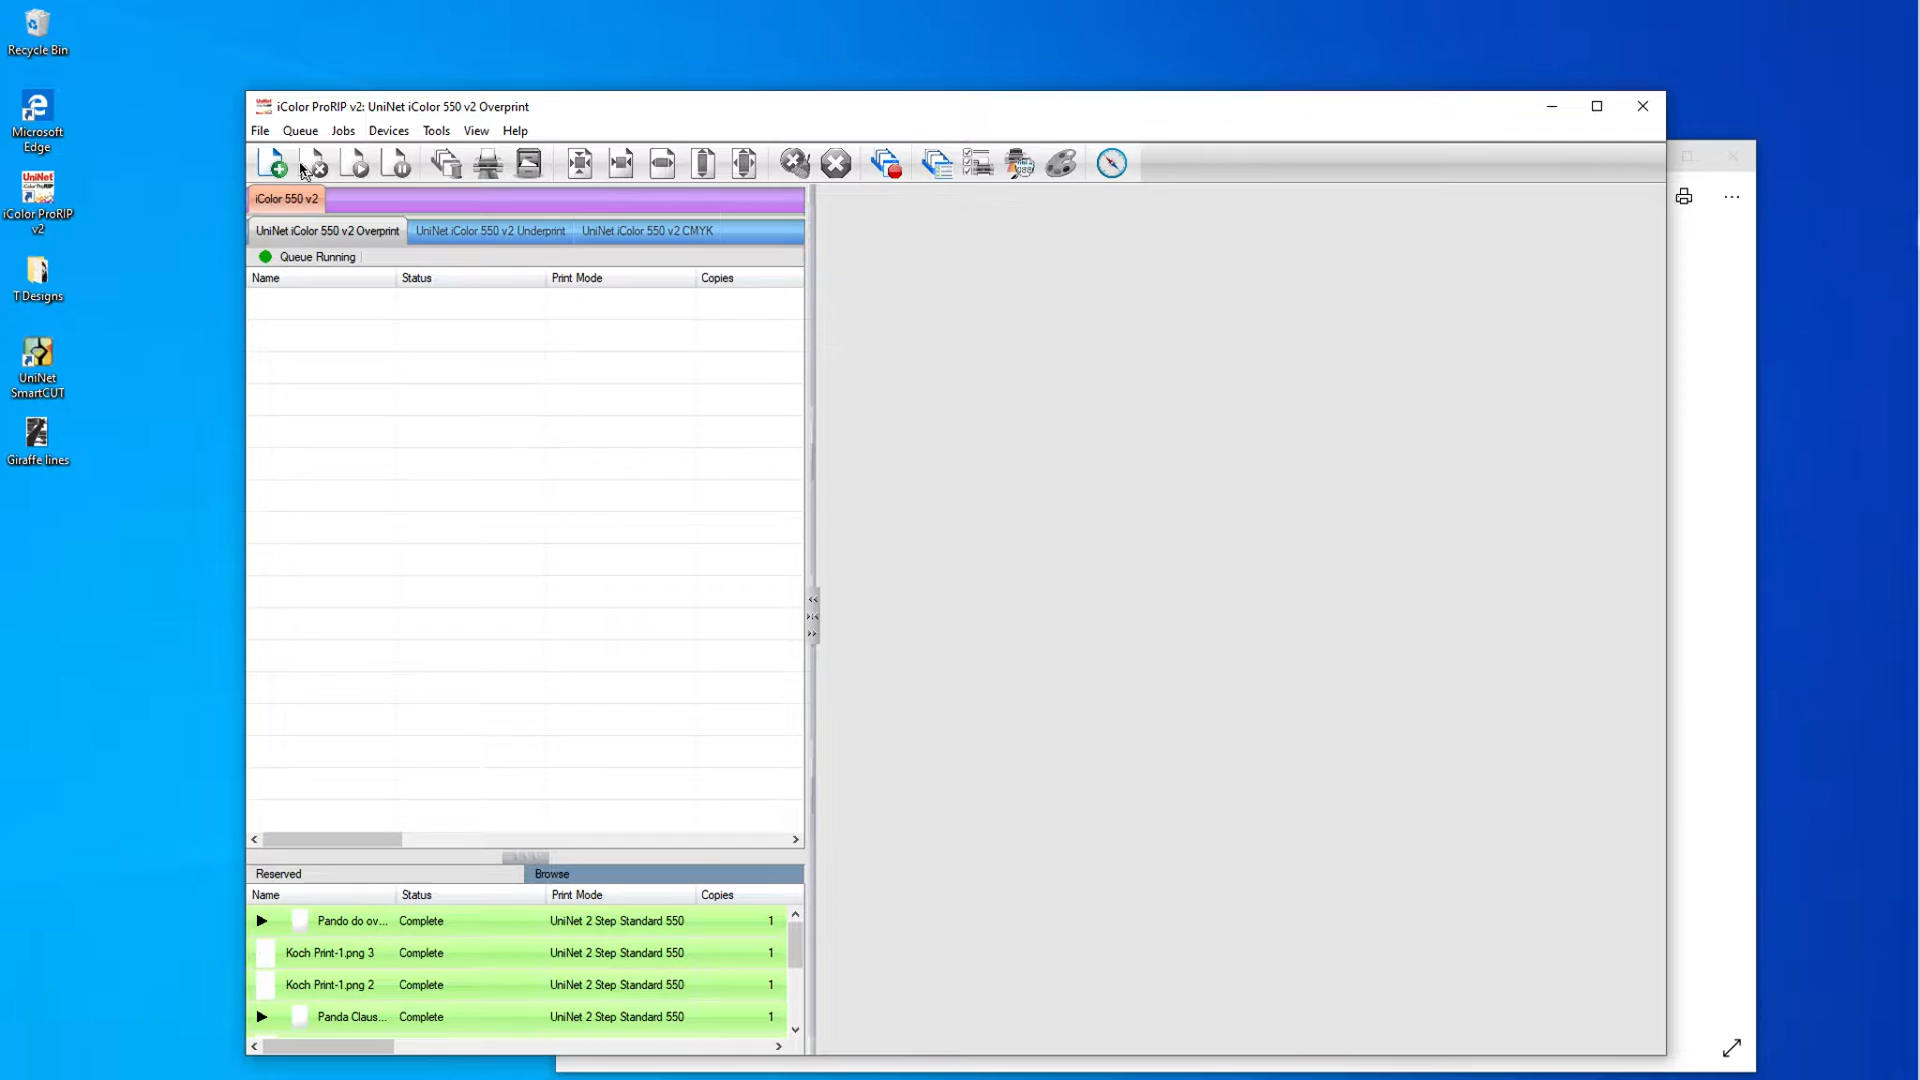 Recycle Bin
Microsoft
Edge
UniNet
iColor ProRIP
iColor ProRIP
v2
T Designs
UniNet
SmartCUT
Giraffe lines
iColor ProRIP v2: UniNet iColor 550 v2 Overprint
File Queue Jobs Devices Tools View Help
iColor 550 v2
UniNet iColor 550 v2 Overprint UniNet iColor 550 v2 Underprint UniNet iColor 550 v2 CMYK
Queue Running
Name Status Print Mode Copies
Reserved Browse
Name Status Print Mode Copies
Pando do ov... Complete UniNet 2 Step Standard 550 1
Koch Print-1.png 3 Complete UniNet 2 Step Standard 550 1
Koch Print-1.png 2 Complete UniNet 2 Step Standard 550 1
Panda Claus... Complete UniNet 2 Step Standard 550 1